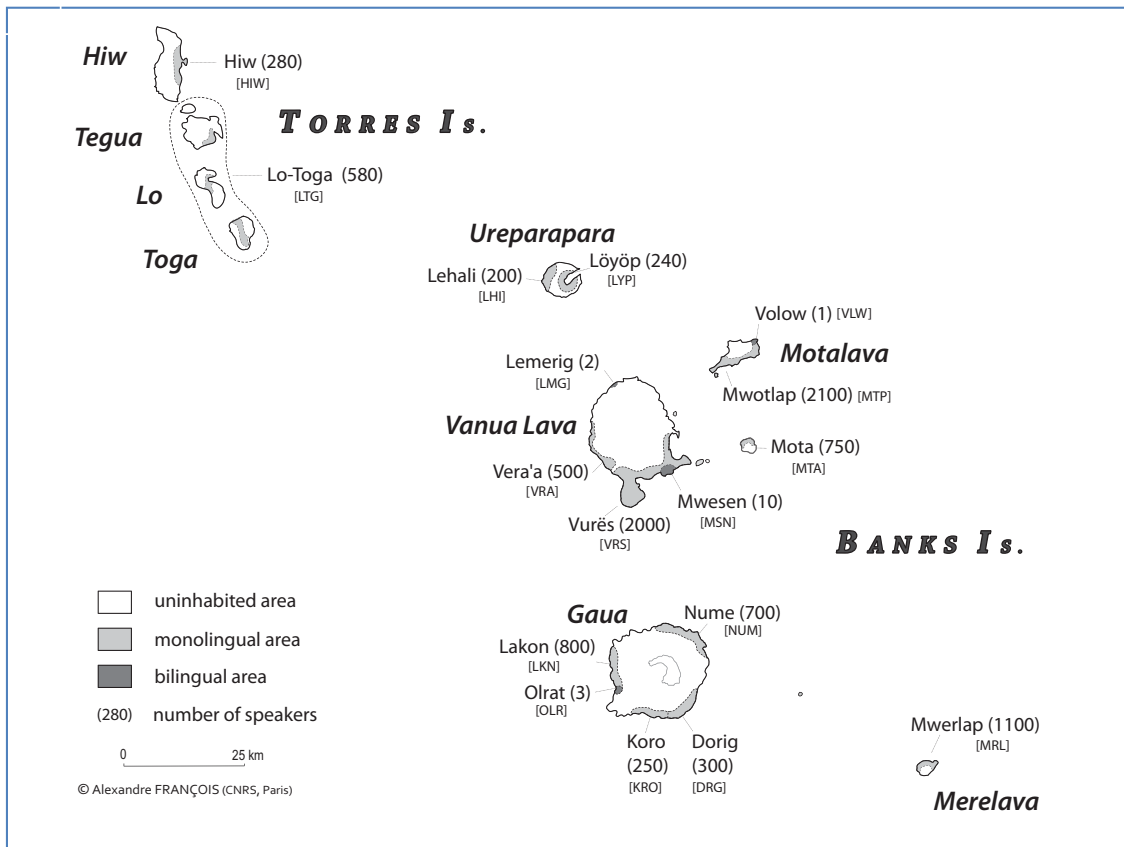 Hiw
Hiw (280)
[HIW]
TORRES Is.
Tegua
Lo-Toga (580)
[LTG]
Lo
Toga
Ureparapara
Löyöp (240)
[LYP]
Lehali (200)
[LHI]
Volow (1) [VLW]
Motalava
Mwotlap (2100) [MTP]
Lemerig (2)
[LMG]
Vanua Lava
Mota (750)
[MTA]
Vera'a (500)
[VRA]
Mwesen (10)
[MSN]
Vurës (2000)
[VRS]
BANKS Is.
uninhabited area
monolingual area
bilingual area
(280) number of speakers
0 25 km
© Alexandre FRANÇOIS (CNRS, Paris)
Gaua
Nume (700)
[NUM]
Lakon (800)
[LKN]
Olrat (3)
[OLR]
Koro
(250)
[KRO]
Dorig
(300)
[DRG]
Mwerlap (1100)
[MRL]
Merelava